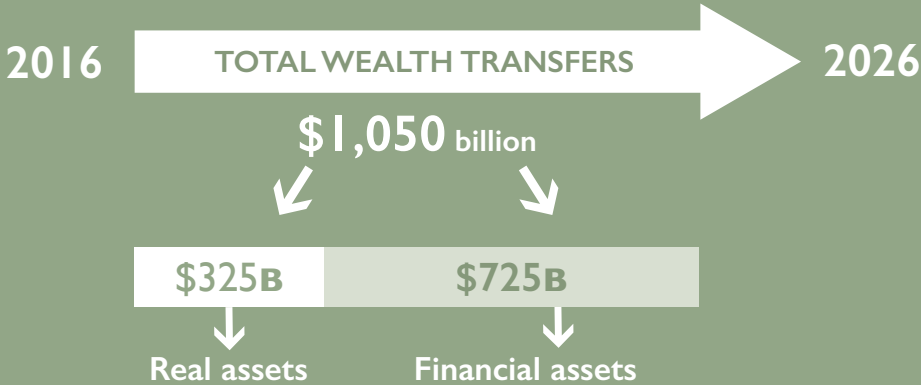 2016 TOTAL WEALTH TRANSFERS 2026
$1,050 billion
$325B $725B
Real assets Financial assets